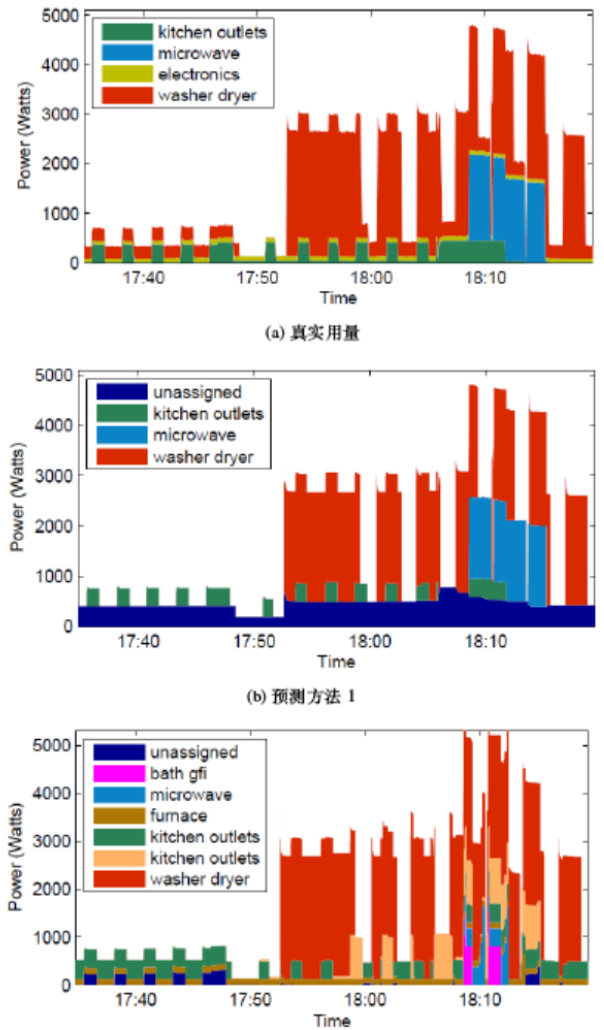 5000
4000
3000
2000
1000
0
Power (Watts)
kitchen outlets
microwave
electronics
washer dryer
17:40
17:50
18:00
18:10
Time
(a) 真实用量
5000
4000
3000
2000
1000
0
Power (Watts)
unassigned
kitchen outlets
microwave
washer dryer
17:40
17:50
18:00
18:10
Time
(b) 预测方法 1
5000
4000
3000
2000
1000
0
Power (Watts)
unassigned
bath gfi
microwave
furnace
kitchen outlets
kitchen outlets
washer dryer
17:40
17:50
18:00
18:10
Time